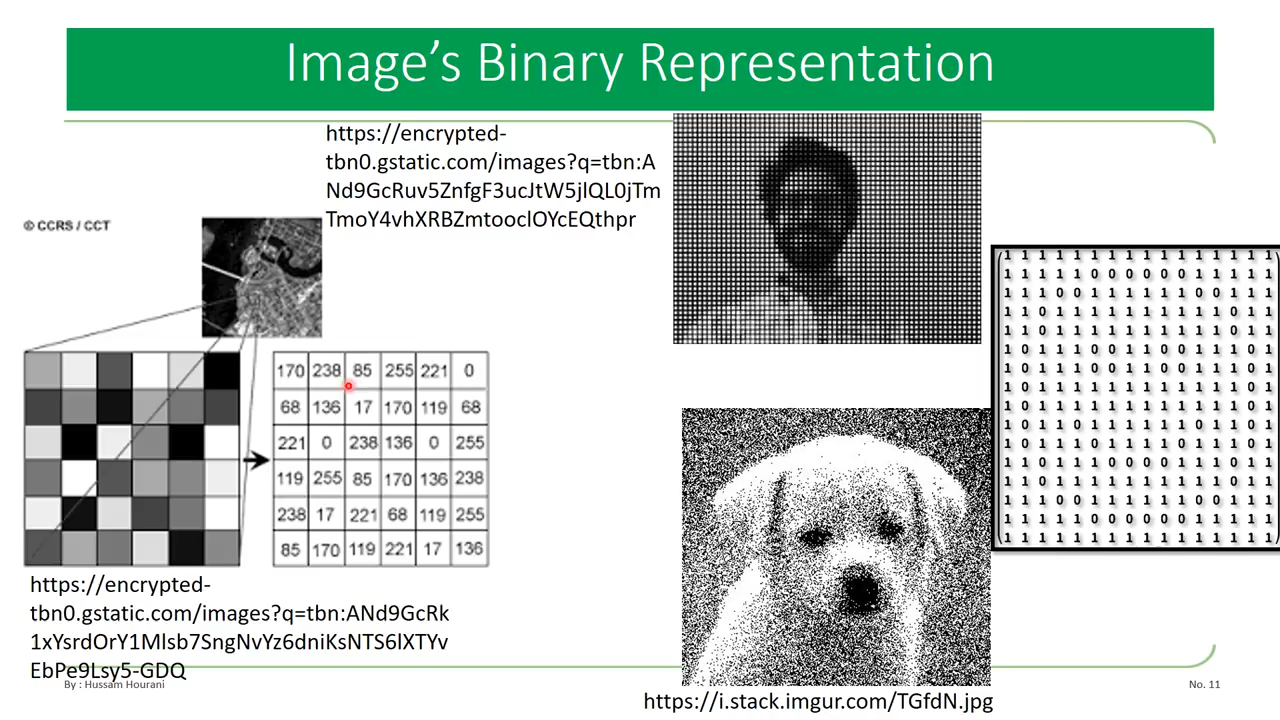 Image's Binary Representation
https://encrypted-
tbn0.gstatic.com/images?q=tbn:A
Nd9GcRuv5ZnfgF3ucJtW5jlQL0jTm
TmoY4vhXRBZmtooclOYcEQthpr
© CCRS / CCT
170 238 85 255 221 0
68 136 17 170 119 68
221 0 238 136 0 255
119 255 85 170 136 238
238 17 221 68 119 255
85 170 119 221 17 136
https://encrypted-
tbn0.gstatic.com/images?q=tbn:ANd9GcRk
1xYsrdOrY1Mlsb7SngNvYz6dniKsNTS6lXTYv
EbPe9Lsy5-GDQ
1 1 1 1 1 1 1 1 1 1 1 1 1 1 1 1
1 1 1 1 1 0 0 0 0 0 0 1 1 1 1 1
1 1 1 0 0 1 1 1 1 1 1 0 0 1 1 1
1 1 0 1 1 1 1 1 1 1 1 1 1 0 1 1
1 1 0 1 1 1 1 1 1 1 1 1 1 0 1 1
1 0 1 1 1 0 0 1 1 0 0 1 1 1 0 1
1 0 1 1 1 0 0 1 1 0 0 1 1 1 0 1
1 0 1 1 1 1 1 1 1 1 1 1 1 1 0 1
1 0 1 1 1 1 1 1 1 1 1 1 1 1 0 1
1 0 1 1 0 1 1 1 1 1 1 0 1 1 0 1
1 0 1 1 1 0 1 1 1 1 0 1 1 1 0 1
1 1 0 1 1 1 0 0 0 0 1 1 1 0 1 1
1 1 0 1 1 1 1 1 1 1 1 1 1 0 1 1
1 1 1 0 0 1 1 1 1 1 1 0 0 1 1 1
1 1 1 1 1 0 0 0 0 0 0 1 1 1 1 1
1 1 1 1 1 1 1 1 1 1 1 1 1 1 1 1
https://i.stack.imgur.com/TGfdN.jpg
By : Hussam Hourani
No. 11